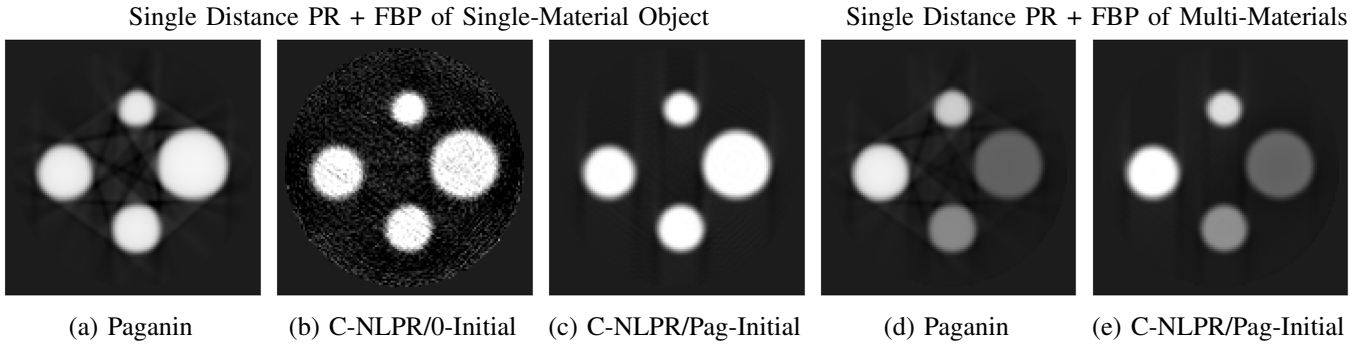 Single Distance PR + FBP of Single-Material Object
Single Distance PR + FBP of Multi-Materials
(a) Paganin
(b) C-NLPR/0-Initial
(c) C-NLPR/Pag-Initial
(d) Paganin
(e) C-NLPR/Pag-Initial